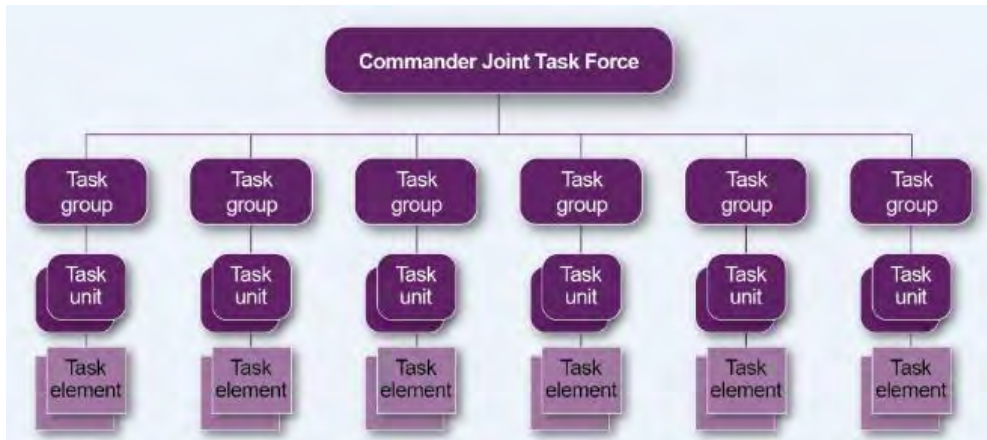 Commander Joint Task Force
Task
group
Task
group
Task
group
Task
group
Task
group
Task
group
Task
unit
Task
unit
Task
unit
Task
unit
Task
unit
Task
unit
Task
element
Task
element
Task
element
Task
element
Task
element
Task
element